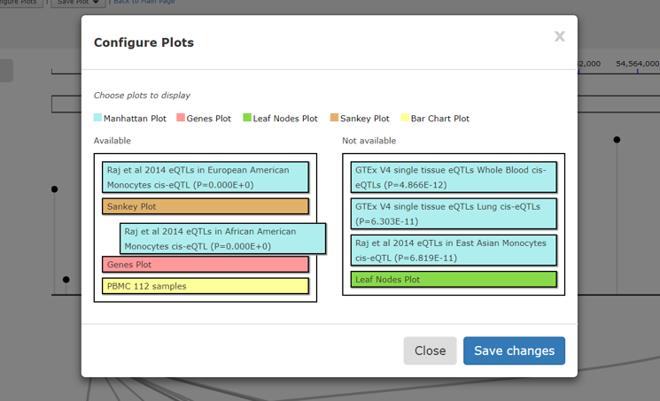 gure Plots | Save Plot | Back to Main Page
Configure Plots
x
2,000 54,564,000
Choose plots to display
Manhattan Plot Genes Plot Leaf Nodes Plot Sankey Plot Bar Chart Plot
Available
Raj et al 2014 eQTLs in European American
Monocytes cis-eQTL (P=0.000E+0)
Sankey Plot
Raj et al 2014 eQTLs in African American
Monocytes cis-eQTL (P=0.000E+0)
Genes Plot
PBMC 112 samples
Not available
GTEx V4 single tissue eQTLs Whole Blood cis-
eQTLs (P=4.866E-12)
GTEx V4 single tissue eQTLs Lung cis-eQTLs
(P=6.303E-11)
Raj et al 2014 eQTLs in East Asian Monocytes
cis-eQTL (P=6.819E-11)
Leaf Nodes Plot
Close Save changes